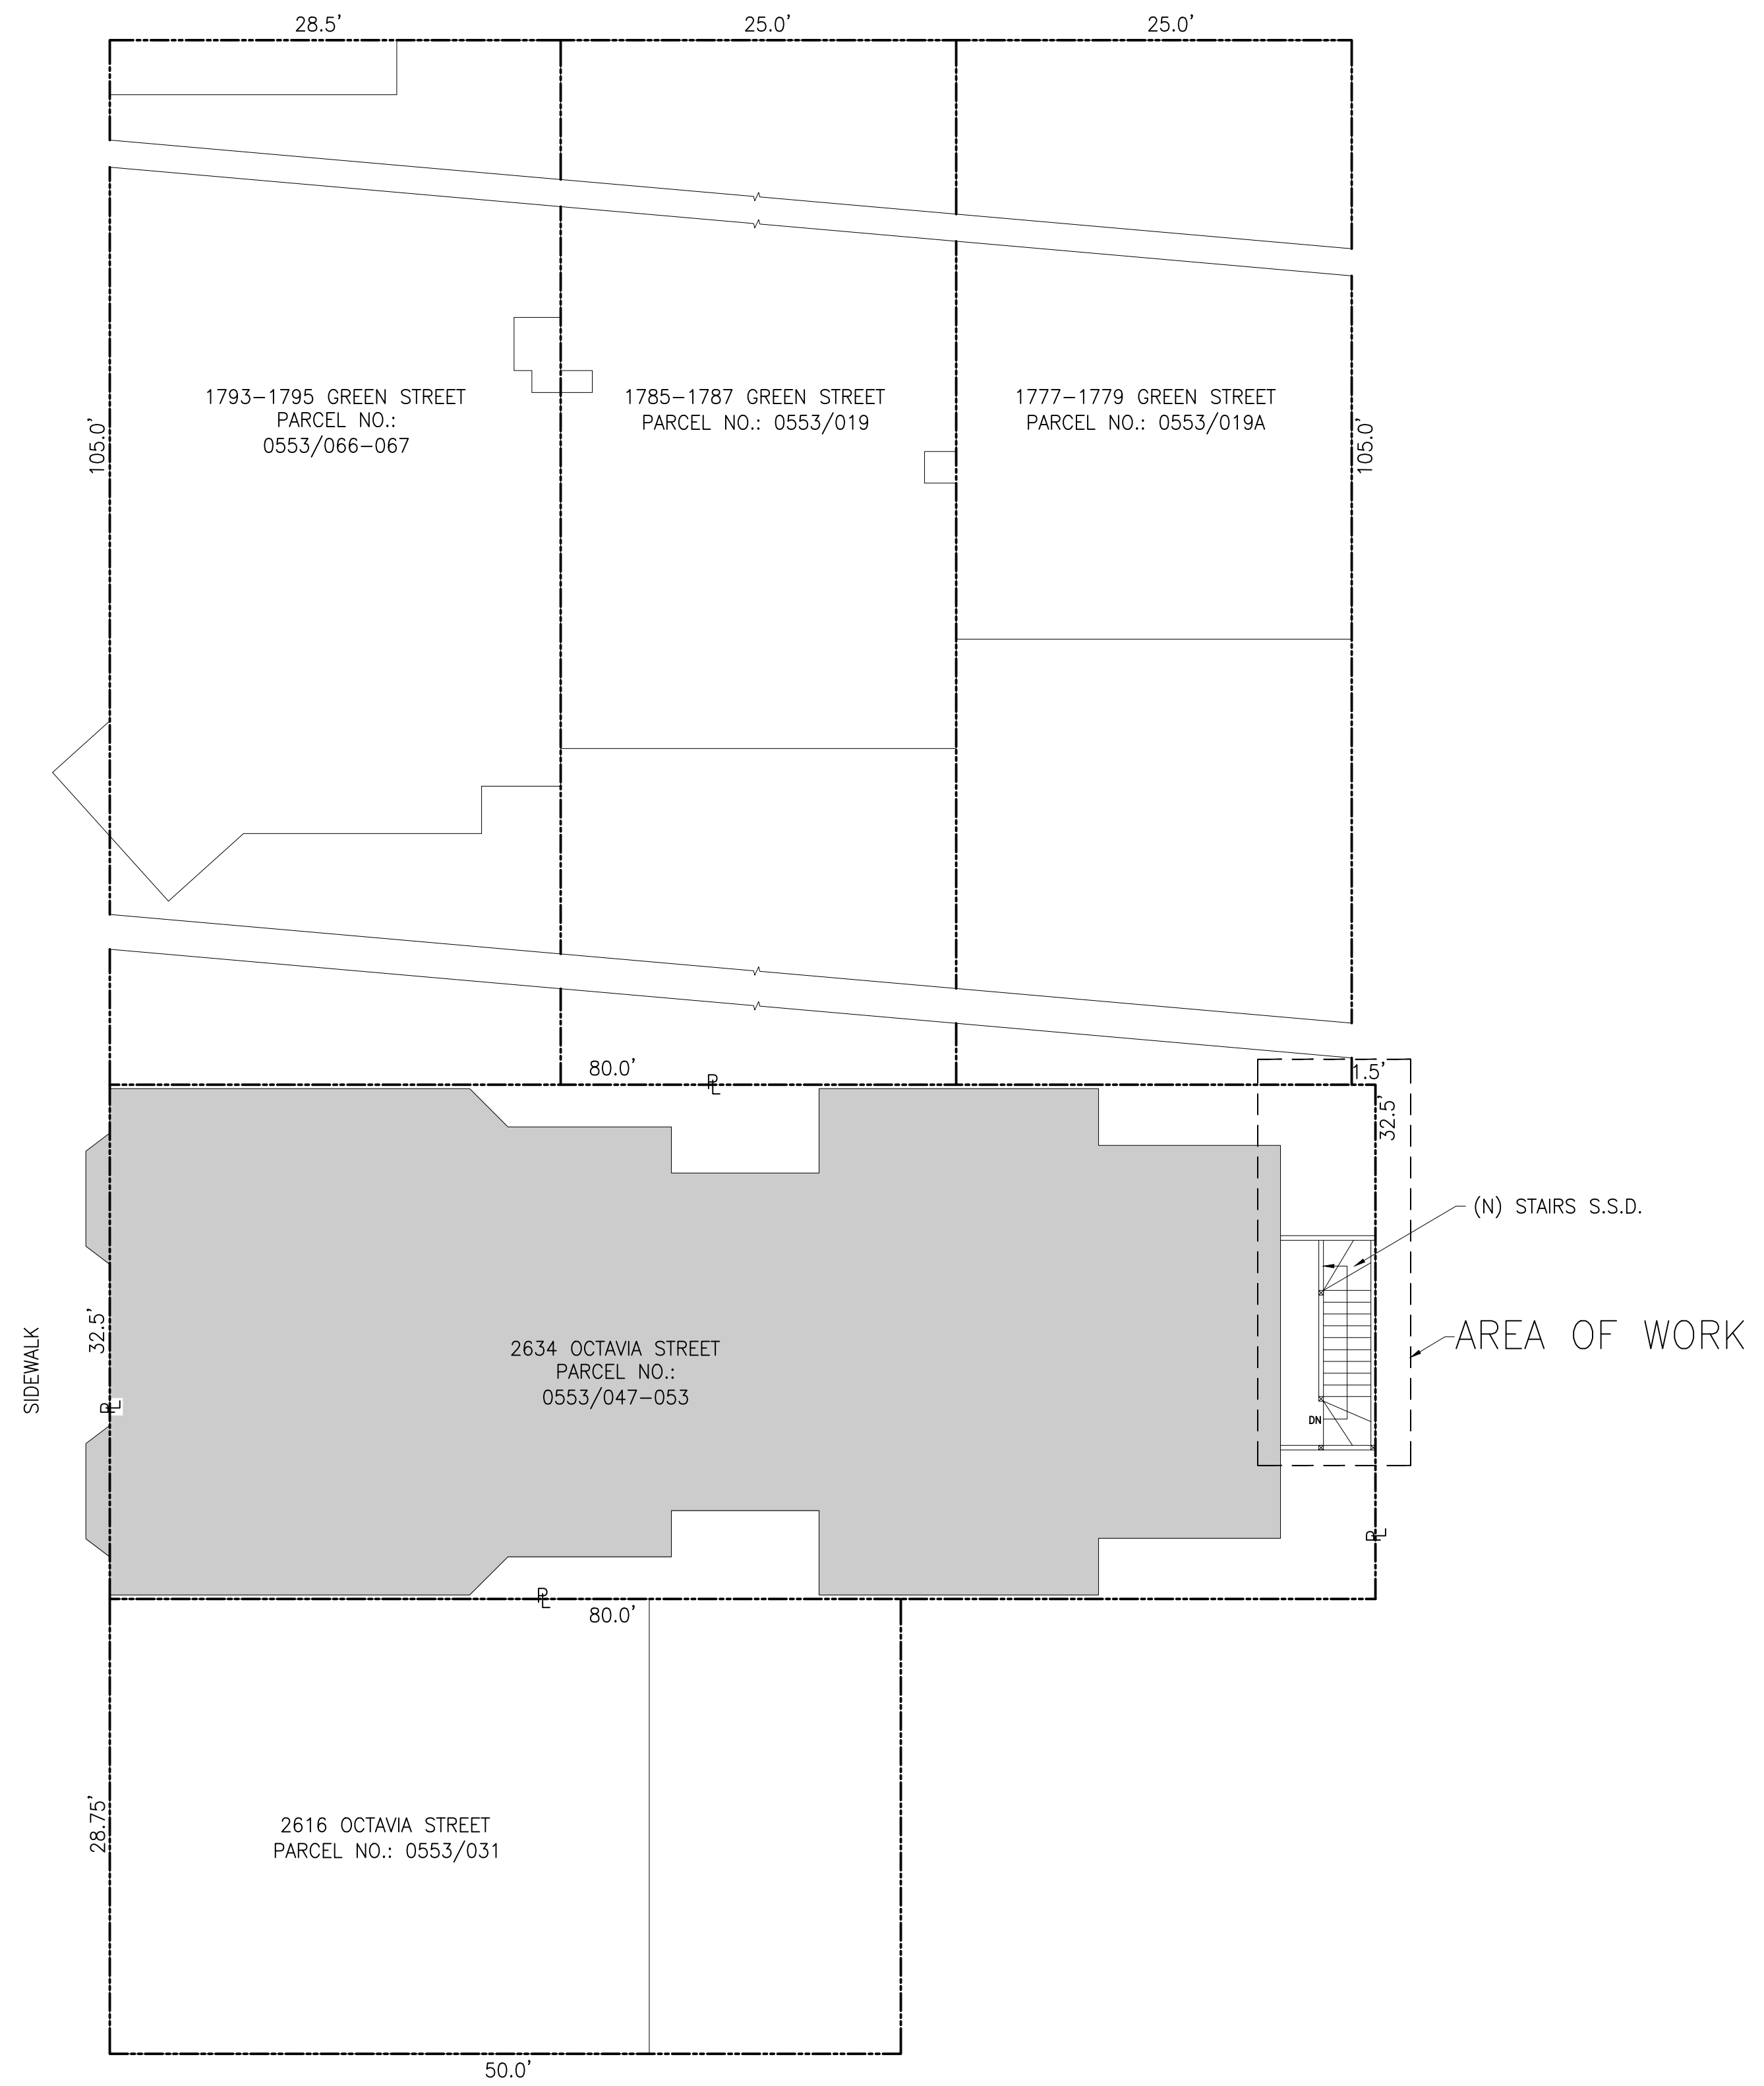 28.5'
25.0'
25.0'
1793-1795 GREEN STREET
PARCEL NO.:
0553/066-067
1785-1787 GREEN STREET
PARCEL NO.: 0553/019
1777-1779 GREEN STREET
PARCEL NO.: 0553/019A
105.0'
105.0'
80.0'
PL
1.5'
32.5'
(N) STAIRS S.S.D.
AREA OF WORK
SIDEWALK
32.5'
PL
2634 OCTAVIA STREET
PARCEL NO.:
0553/047-053
DN
PL
PL
80.0'
28.75'
2616 OCTAVIA STREET
PARCEL NO.: 0553/031
50.0'